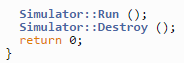 Simulator::Run ();
Simulator::Destroy ();
return 0;
}